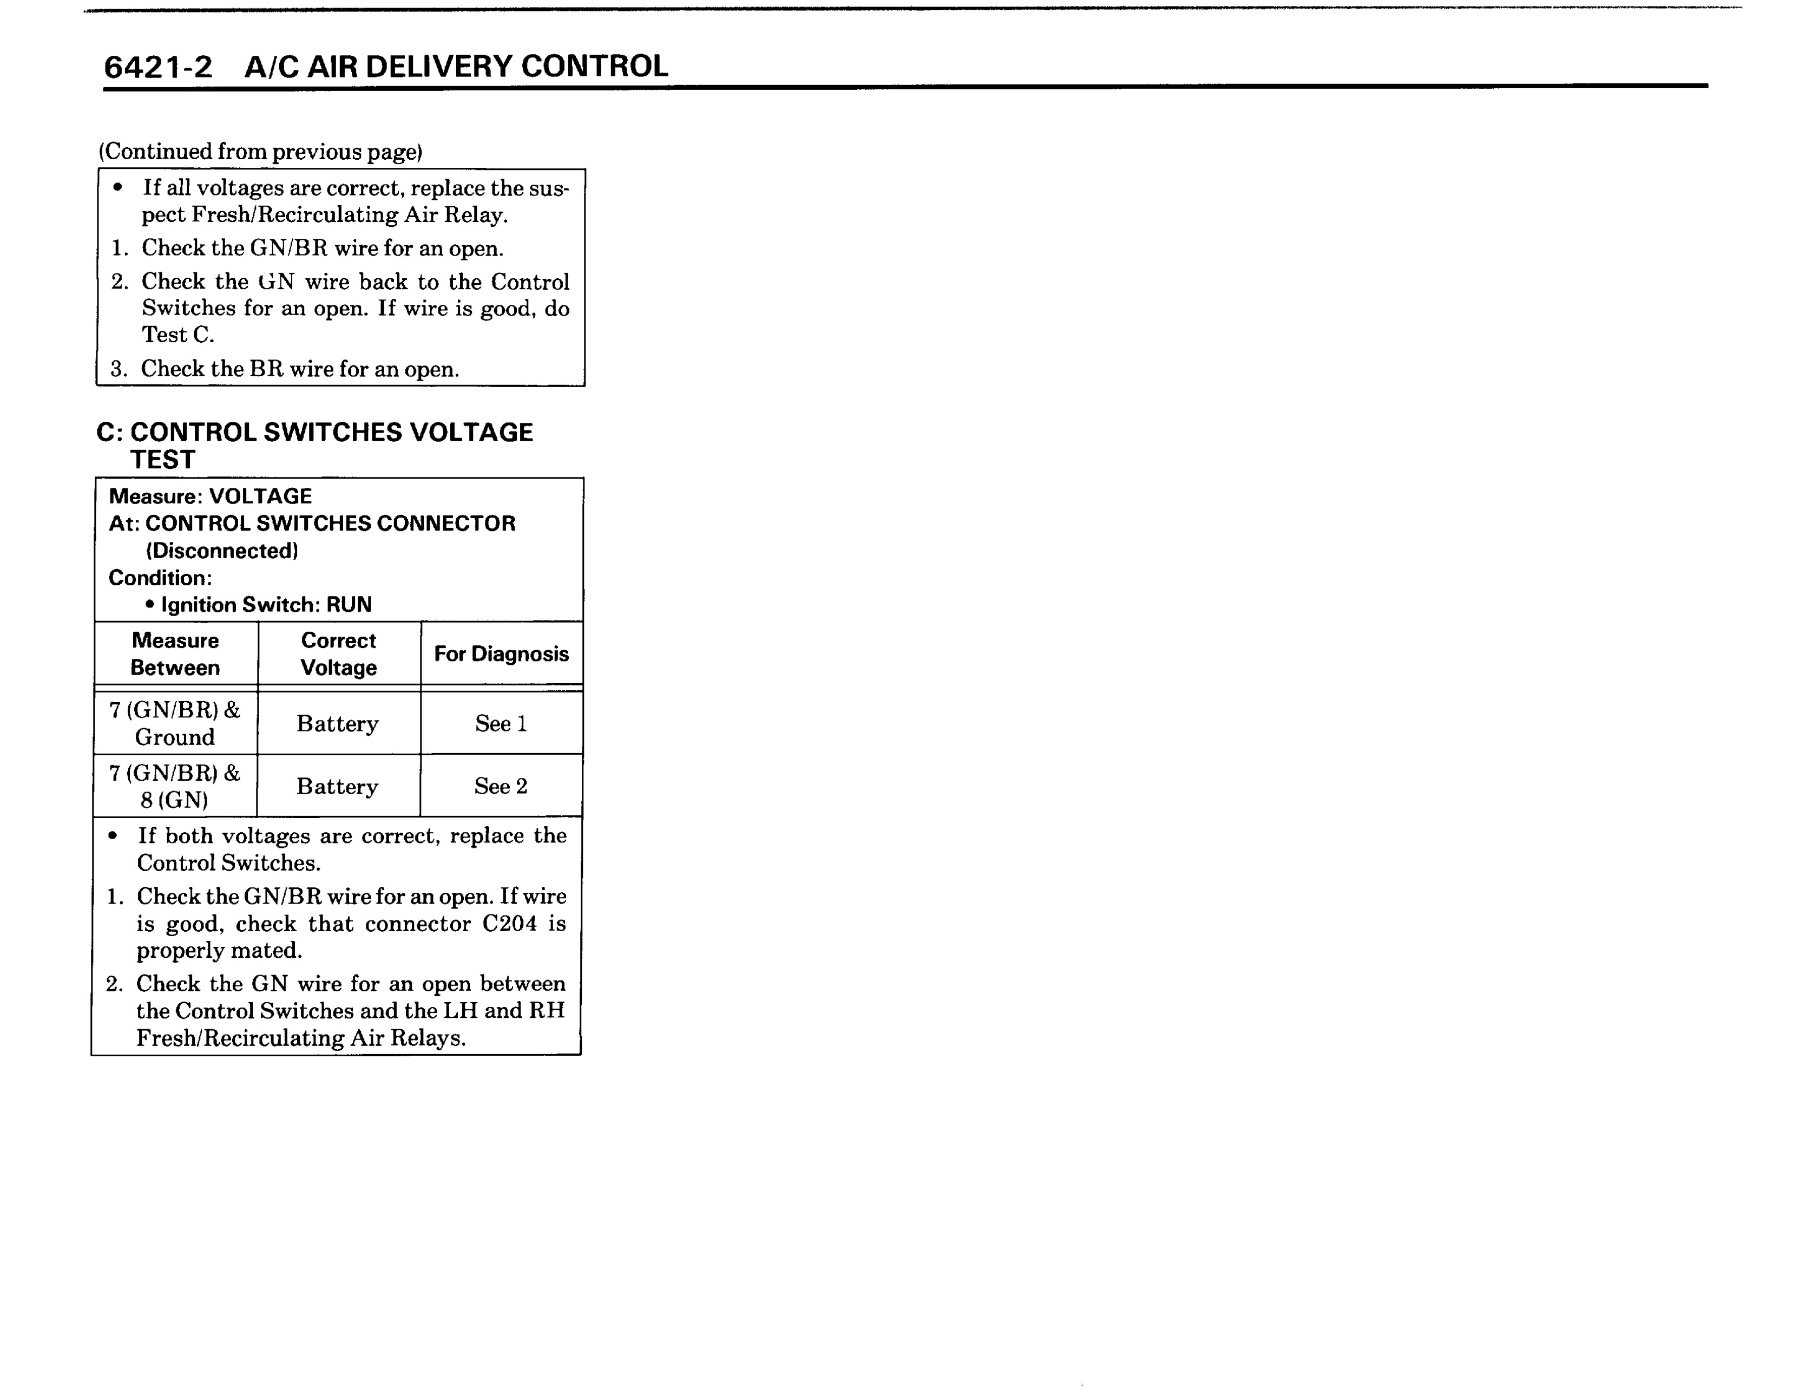 6421-2 A/C AIR DELIVERY CONTROL
(Continued from previous page)
• If all voltages are correct, replace the sus-
pect Fresh/Recirculating Air Relay.
1. Check the GN/BR wire for an open.
2. Check the GN wire back to the Control
Switches for an open. If wire is good, do
Test C.
3. Check the BR wire for an open.
C: CONTROL SWITCHES VOLTAGE
TEST
Measure: VOLTAGE
At: CONTROL SWITCHES CONNECTOR
(Disconnected)
Condition:
• Ignition Switch: RUN
Measure Between
Correct Voltage
For Diagnosis
7 (GN/BR) &
Ground
Battery
See 1
7 (GN/BR) &
8 (GN)
Battery
See 2
• If both voltages are correct, replace the
Control Switches.
1. Check the GN/BR wire for an open. If wire
is good, check that connector C204 is
properly mated.
2. Check the GN wire for an open between
the Control Switches and the LH and RH
Fresh/Recirculating Air Relays.